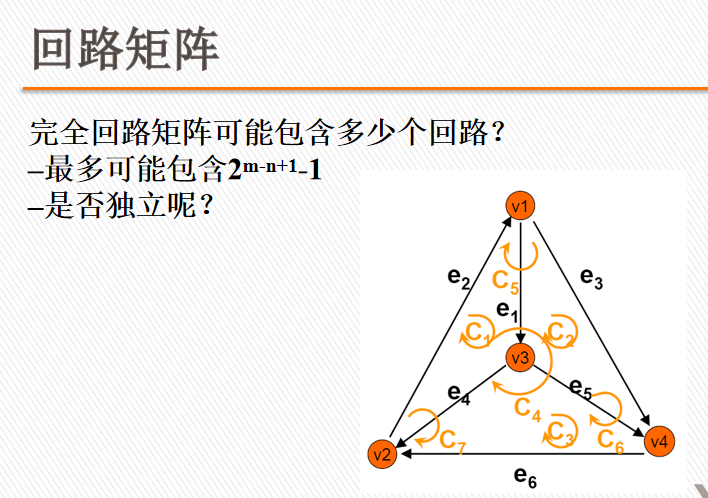 回路矩阵
完全回路矩阵可能包含多少个回路？
–最多可能包含2ᵐ⁻ⁿ⁺¹-1
–是否独立呢？
v1
e₂
C₅
e₃
e₁
C₁
C₂
v3
e₄
e₅
C₄
C₃
C₇
C₆
v2
v4
e₆